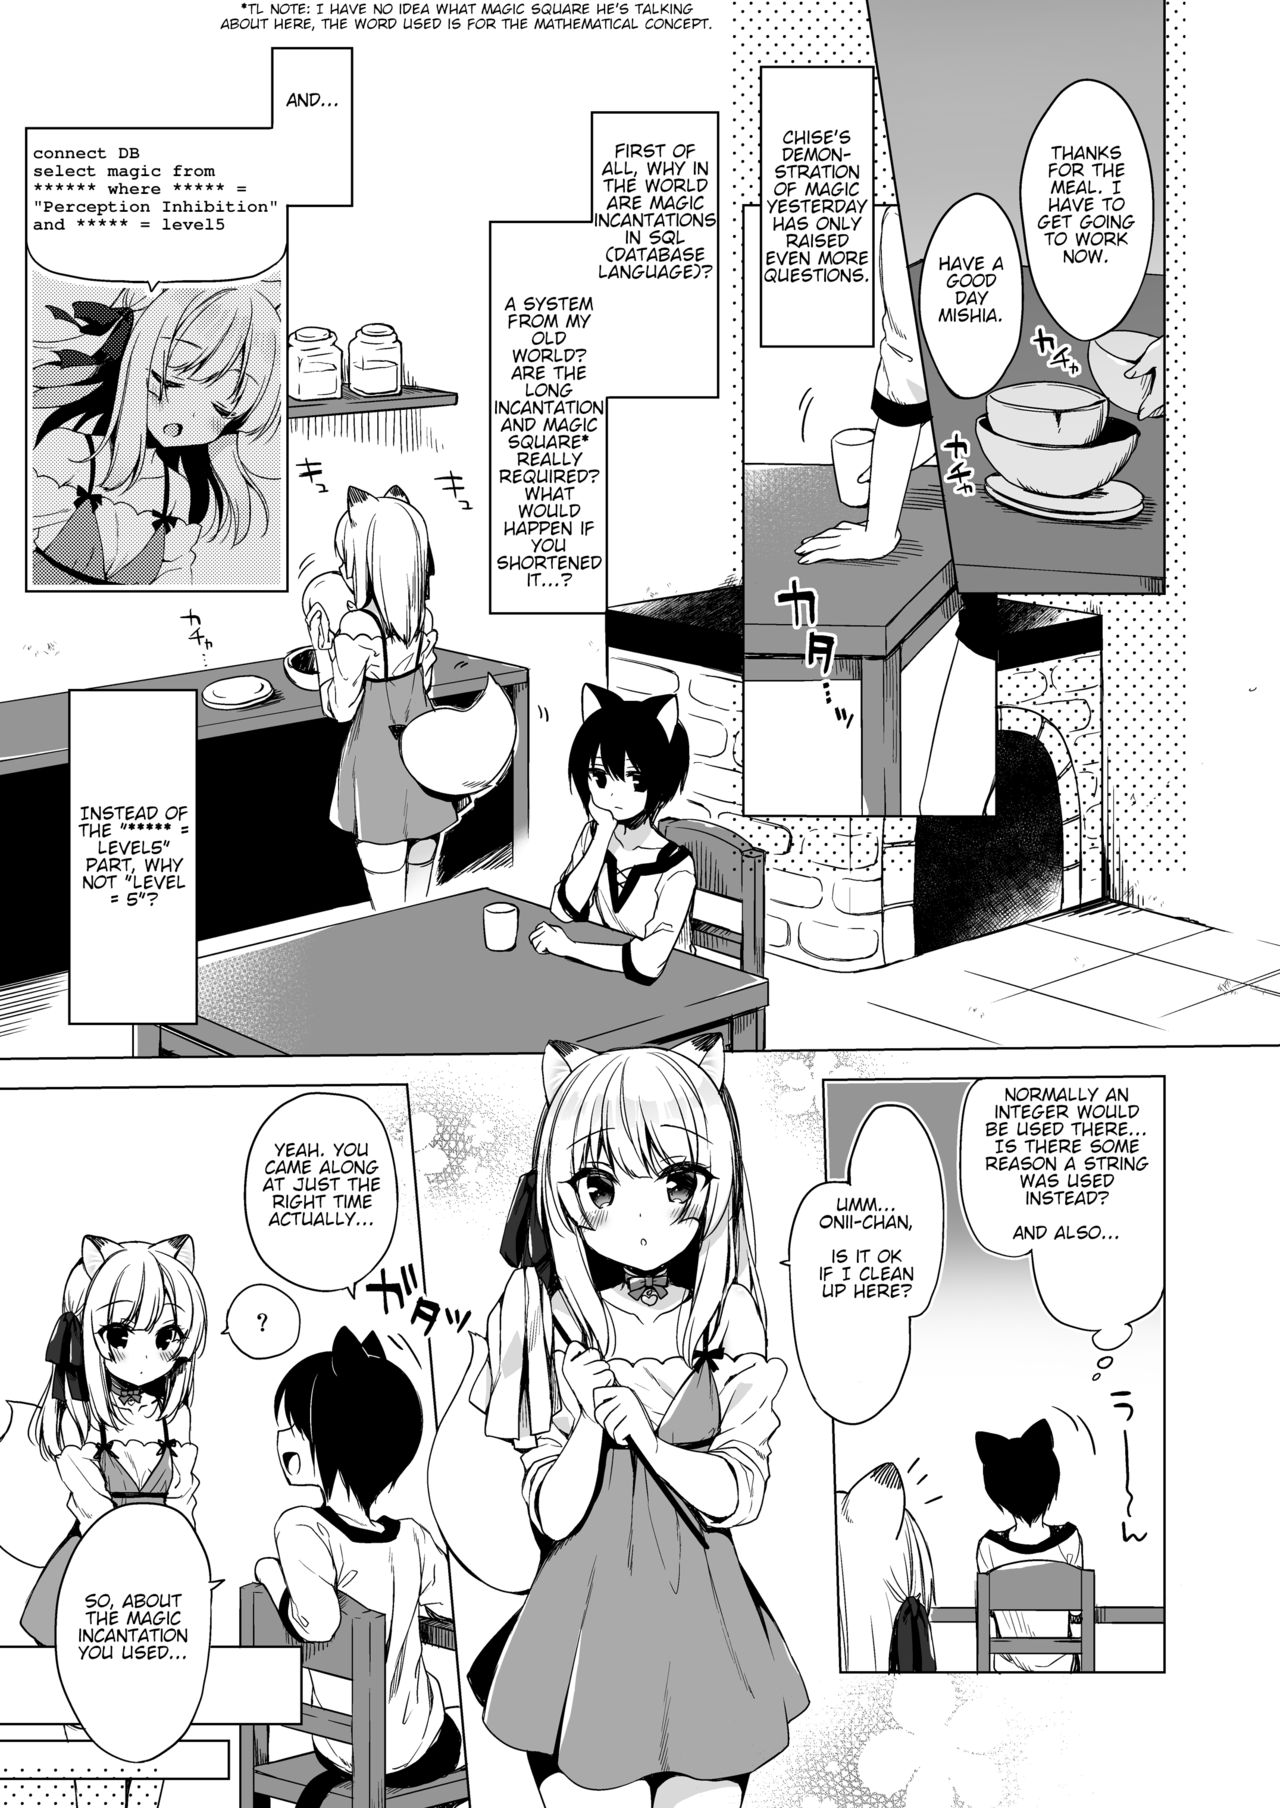 *TL NOTE: I HAVE NO IDEA WHAT MAGIC SQUARE HE'S TALKING
ABOUT HERE, THE WORD USED IS FOR THE MATHEMATICAL CONCEPT.
THANKS
FOR THE
MEAL. I
HAVE TO
GET GOING
TO WORK
NOW.
HAVE A
GOOD
DAY
MISHIA.
カチャ
カチャ
CHISE'S
DEMON-
STRATION
OF MAGIC
YESTERDAY
HAS ONLY
RAISED
EVEN MORE
QUESTIONS.
カタ…ッ
FIRST OF
ALL, WHY IN
THE WORLD
ARE MAGIC
INCANTATIONS
IN SQL
(DATABASE
LANGUAGE)?
A SYSTEM
FROM MY
OLD
WORLD?
ARE THE
LONG
INCANTATION
AND MAGIC
SQUARE*
REALLY
REQUIRED?
WHAT
WOULD
HAPPEN IF
YOU
SHORTENED
IT...?
AND...
connect DB
select magic from
****** where ***** =
"Perception Inhibition"
and ***** = level5
キュ
キュ
カチャ…
INSTEAD OF
THE "***** =
LEVEL5"
PART, WHY
NOT "LEVEL
= 5"?
NORMALLY AN
INTEGER WOULD
BE USED THERE...
IS THERE SOME
REASON A STRING
WAS USED
INSTEAD?
AND ALSO...
UMM...
ONII-CHAN,
IS IT OK
IF I CLEAN
UP HERE?
うーーん
YEAH. YOU
CAME ALONG
AT JUST THE
RIGHT TIME
ACTUALLY...
ガタッ
?
SO, ABOUT
THE MAGIC
INCANTATION
YOU USED...